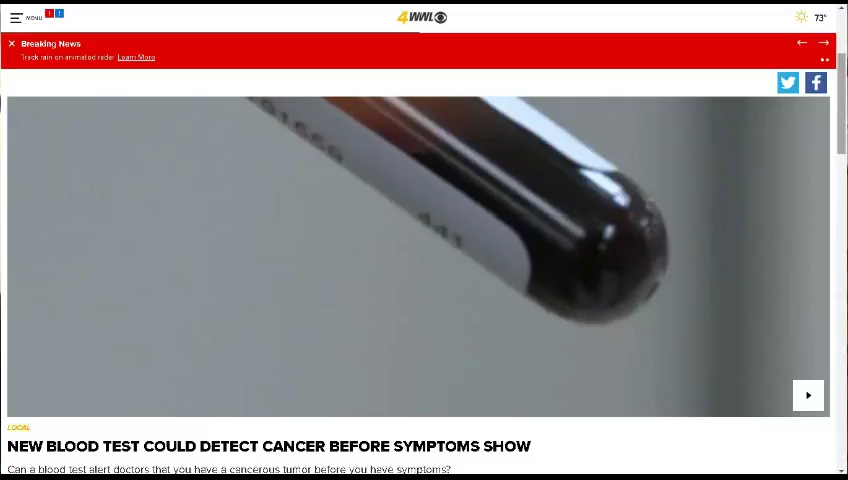 MENU ! ! 4WWL 73°
Breaking News
Track rain on animated radar Learn More
441
LOCAL
NEW BLOOD TEST COULD DETECT CANCER BEFORE SYMPTOMS SHOW
Can a blood test alert doctors that you have a cancerous tumor before you have symptoms?